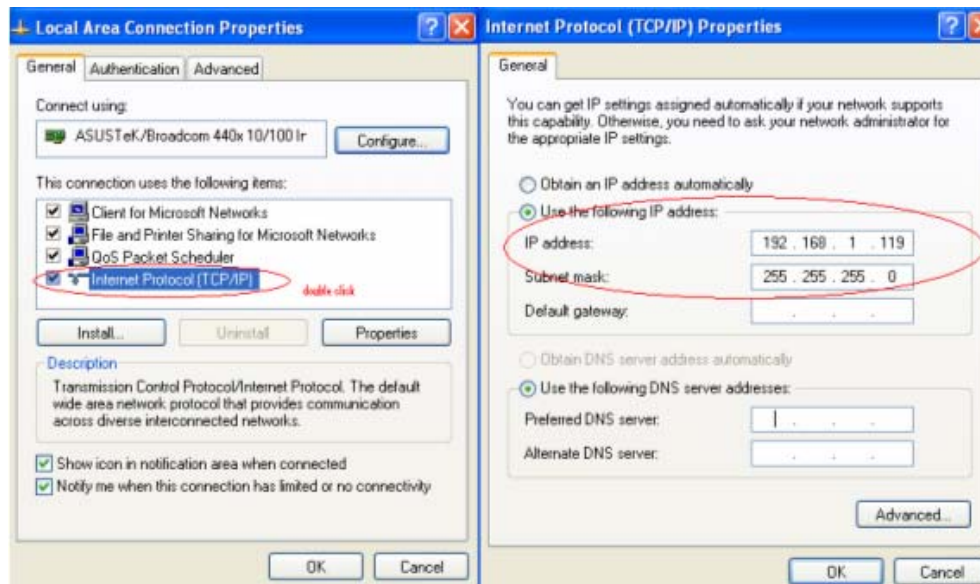 Local Area Connection Properties
General Authentication Advanced
Connect using:
ASUSTeK/Broadcom 440x 10/100 Ir
Configure...
This connection uses the following items:
Client for Microsoft Networks
File and Printer Sharing for Microsoft Networks
QoS Packet Scheduler
Internet Protocol (TCP/IP)
double click
Install... Uninstall Properties
Description
Transmission Control Protocol/Internet Protocol. The default
wide area network protocol that provides communication
across diverse interconnected networks.
Show icon in notification area when connected
Notify me when this connection has limited or no connectivity
OK Cancel
Internet Protocol (TCP/IP) Properties
General
You can get IP settings assigned automatically if your network supports
this capability. Otherwise, you need to ask your network administrator for
the appropriate IP settings.
Obtain an IP address automatically
Use the following IP address:
IP address: 192 . 168 . 1 . 119
Subnet mask: 255 . 255 . 255 . 0
Default gateway: . . .
Obtain DNS server address automatically
Use the following DNS server addresses:
Preferred DNS server: . . .
Alternate DNS server: . . .
Advanced...
OK Cancel